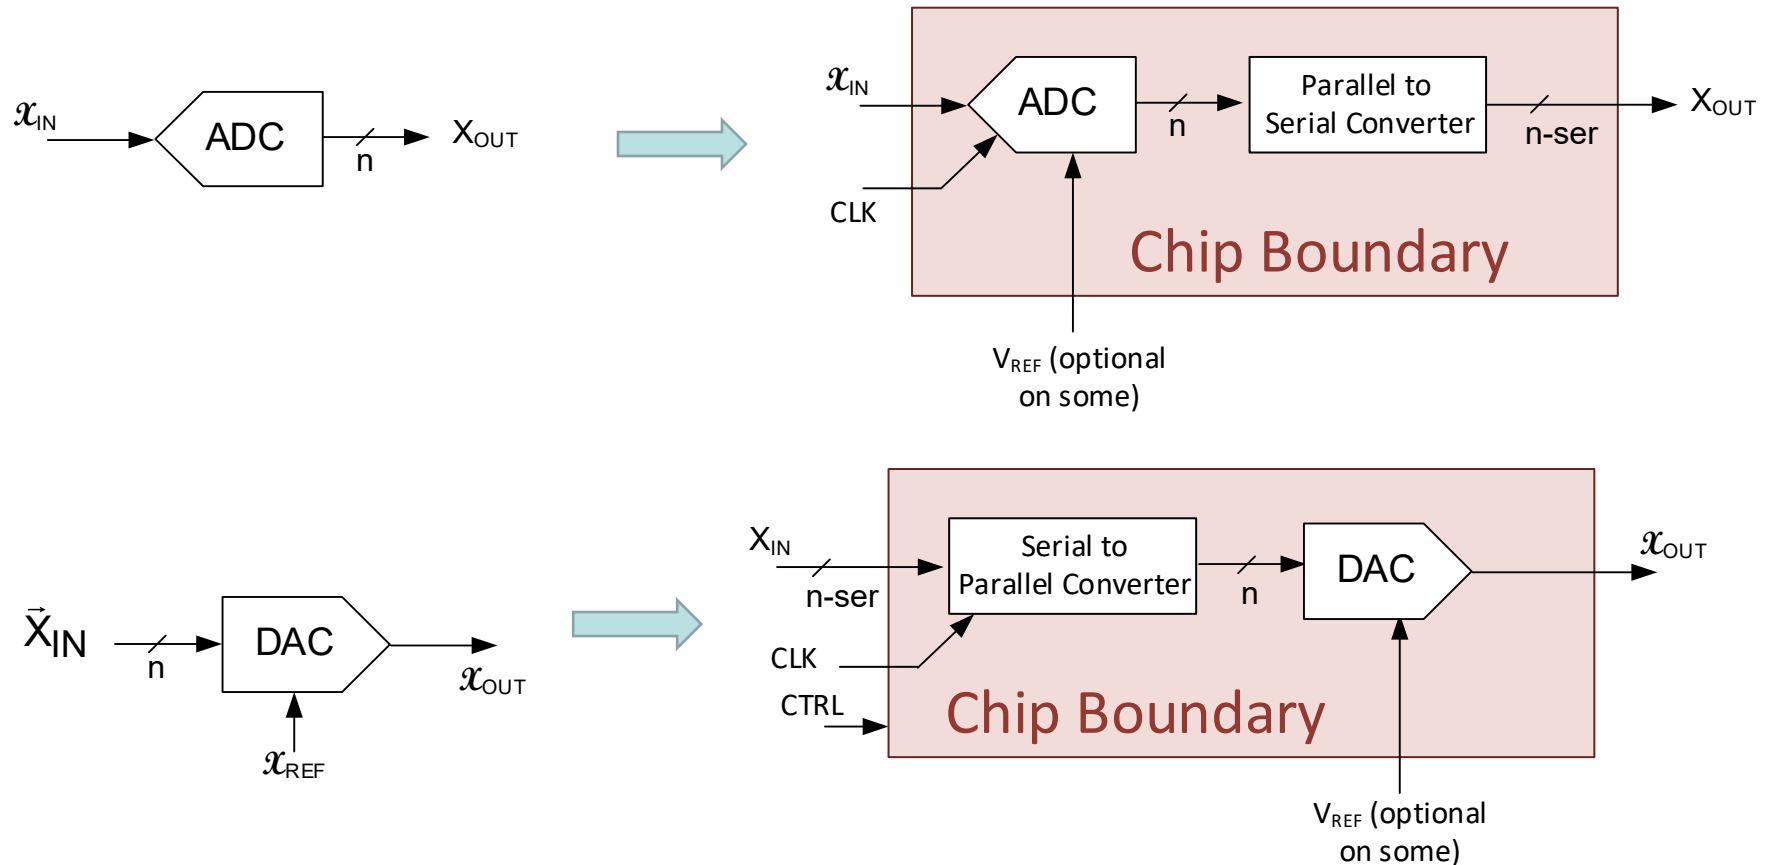 𝒳IN
ADC
n
XOUT
𝒳IN
CLK
ADC
n
Parallel to
Serial Converter
n-ser
XOUT
Chip Boundary
VREF (optional
on some)
X⃗IN
n
DAC
𝒳OUT
𝒳REF
XIN
n-ser
CLK
CTRL
Serial to
Parallel Converter
n
DAC
𝒳OUT
Chip Boundary
VREF (optional
on some)